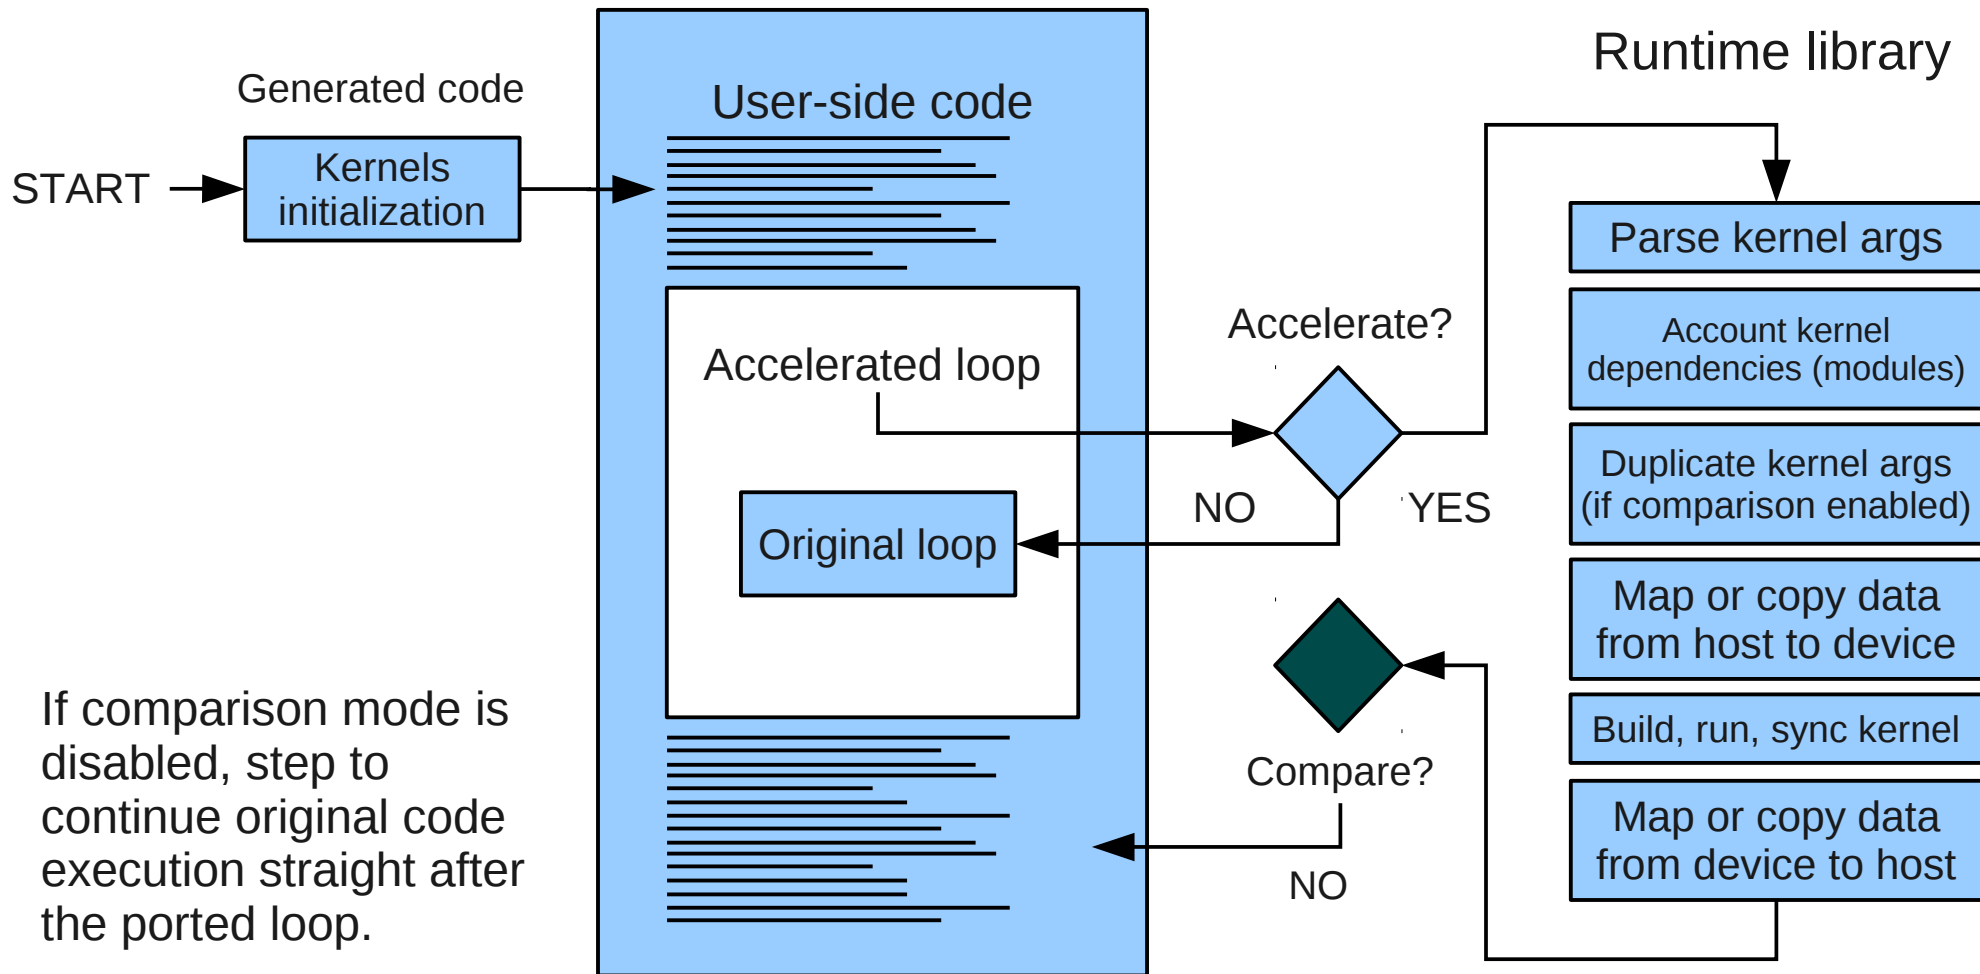 Runtime library
Generated code
User-side code
START
Kernels
initialization
Parse kernel args
Accelerate?
Account kernel
dependencies (modules)
Accelerated loop
Duplicate kernel args
(if comparison enabled)
NO
YES
Original loop
Map or copy data
from host to device
If comparison mode is
disabled, step to
continue original code
execution straight after
the ported loop.
Build, run, sync kernel
Compare?
Map or copy data
from device to host
NO